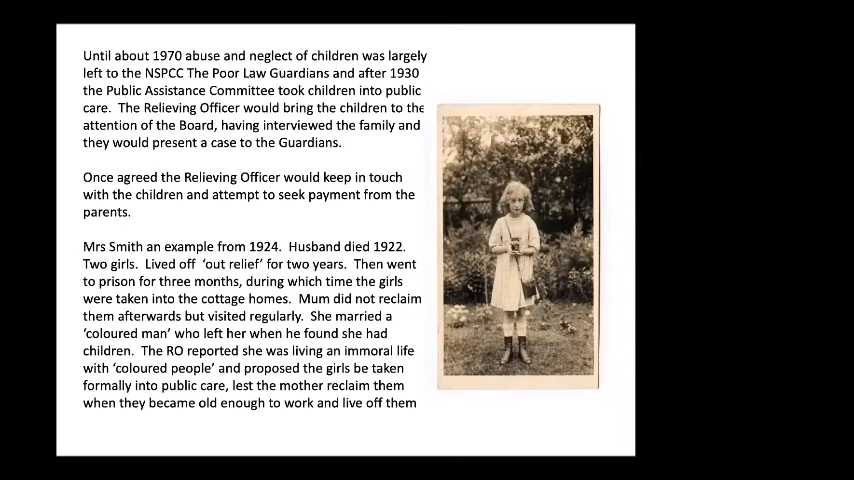 Until about 1970 abuse and neglect of children was largely
left to the NSPCC The Poor Law Guardians and after 1930
the Public Assistance Committee took children into public
care.  The Relieving Officer would bring the children to the
attention of the Board, having interviewed the family and
they would present a case to the Guardians.
Once agreed the Relieving Officer would keep in touch
with the children and attempt to seek payment from the
parents.
Mrs Smith an example from 1924.  Husband died 1922.
Two girls.  Lived off  'out relief' for two years.  Then went
to prison for three months, during which time the girls
were taken into the cottage homes.  Mum did not reclaim
them afterwards but visited regularly.  She married a
'coloured man' who left her when he found she had
children.  The RO reported she was living an immoral life
with 'coloured people' and proposed the girls be taken
formally into public care, lest the mother reclaim them
when they became old enough to work and live off them